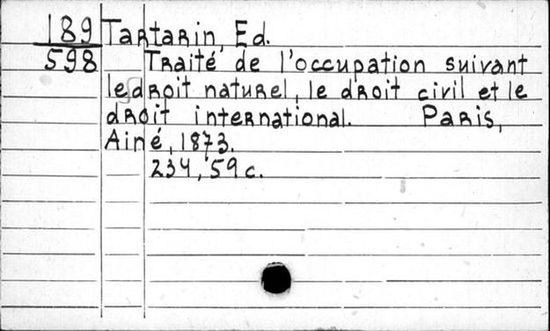 189 Tartarin, Ed.
598 Traité de l'occupation suivant
le droit naturel, le droit civil et le
droit international. Paris,
Ainé, 1873.
234, 59 c.